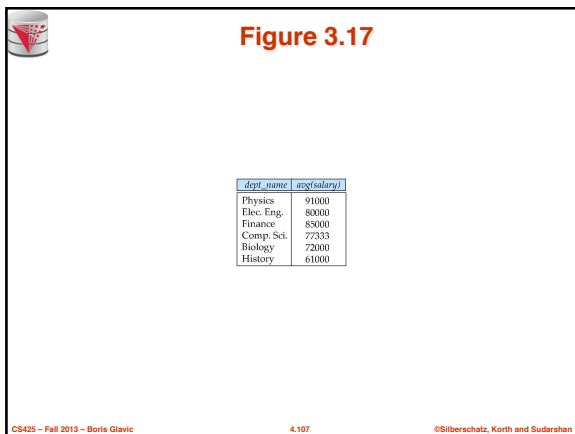 Figure 3.17
dept_name avg(salary)
Physics 91000
Elec. Eng. 80000
Finance 85000
Comp. Sci. 77333
Biology 72000
History 61000
CS425 – Fall 2013 – Boris Glavic 4.107 ©Silberschatz, Korth and Sudarshan